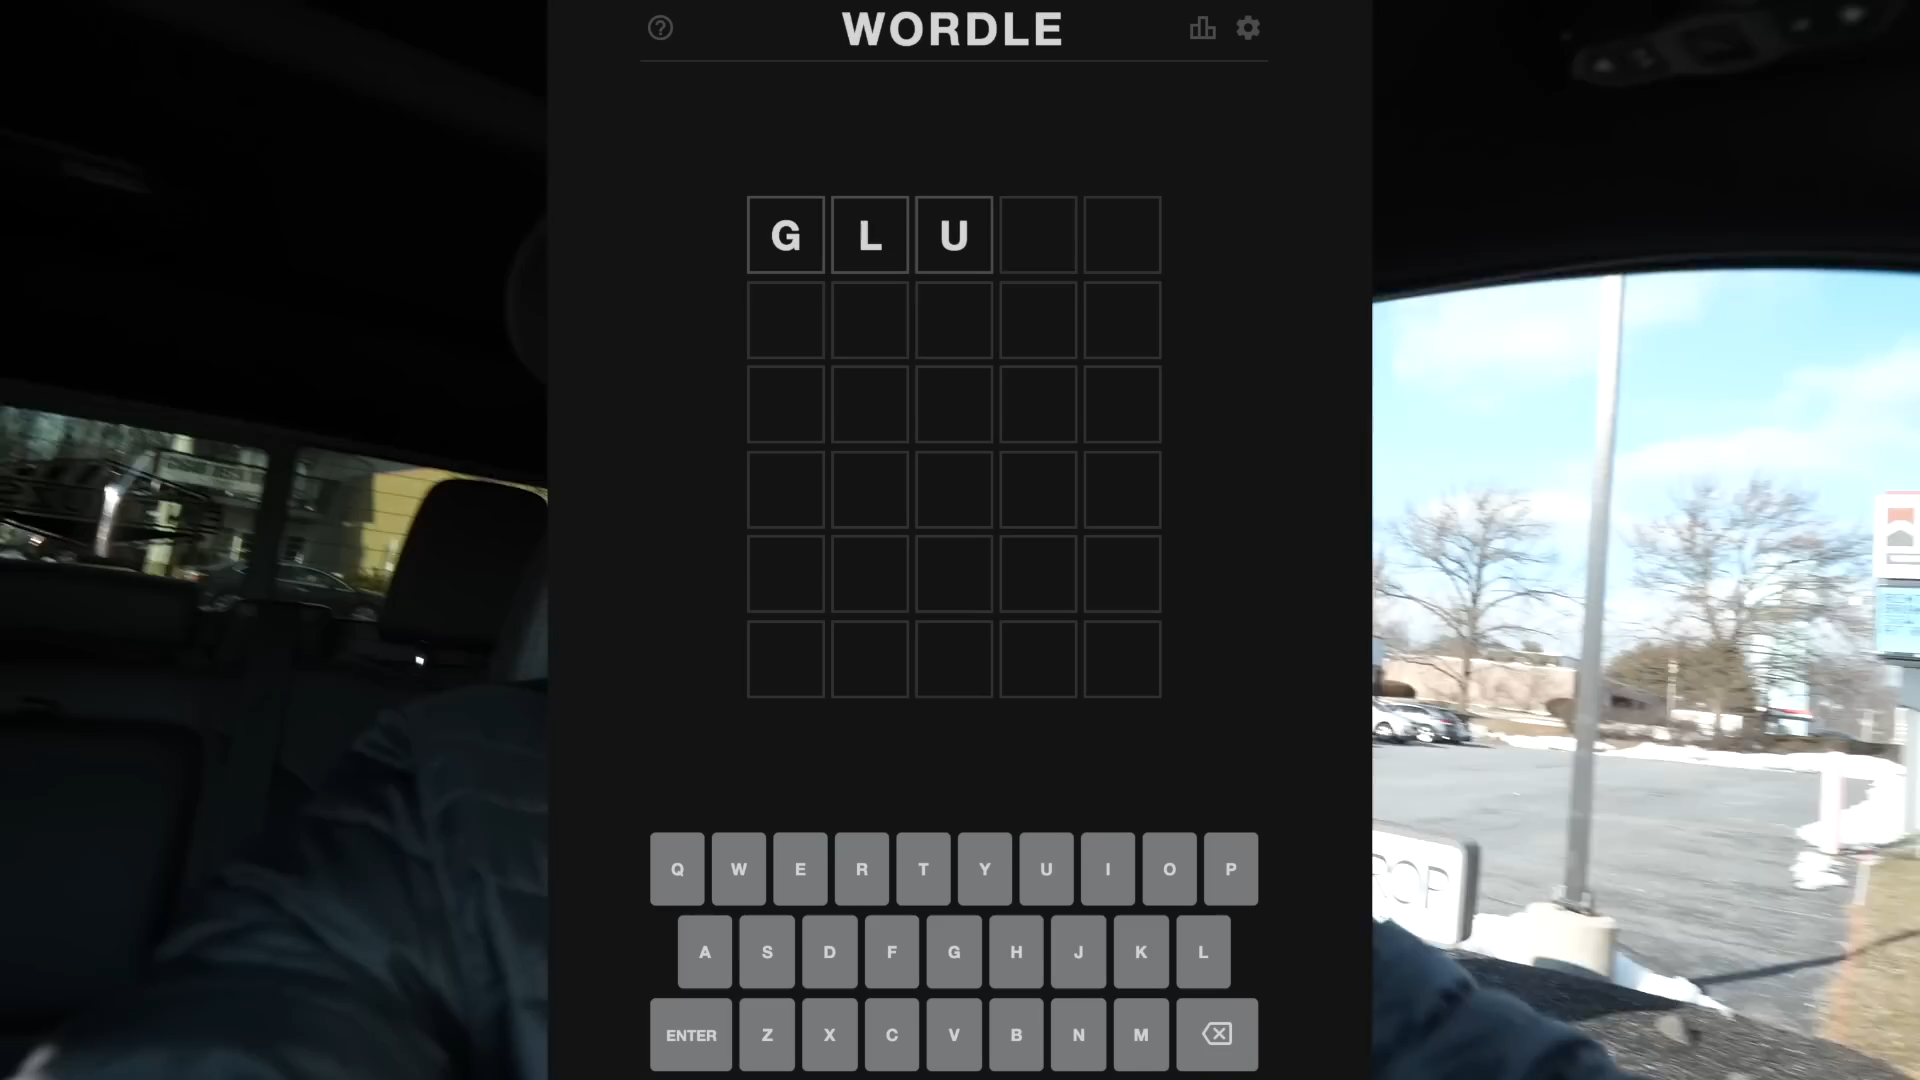 WORDLE
G L U
Q W E R T Y U I O P
A S D F G H J K L
ENTER Z X C V B N M